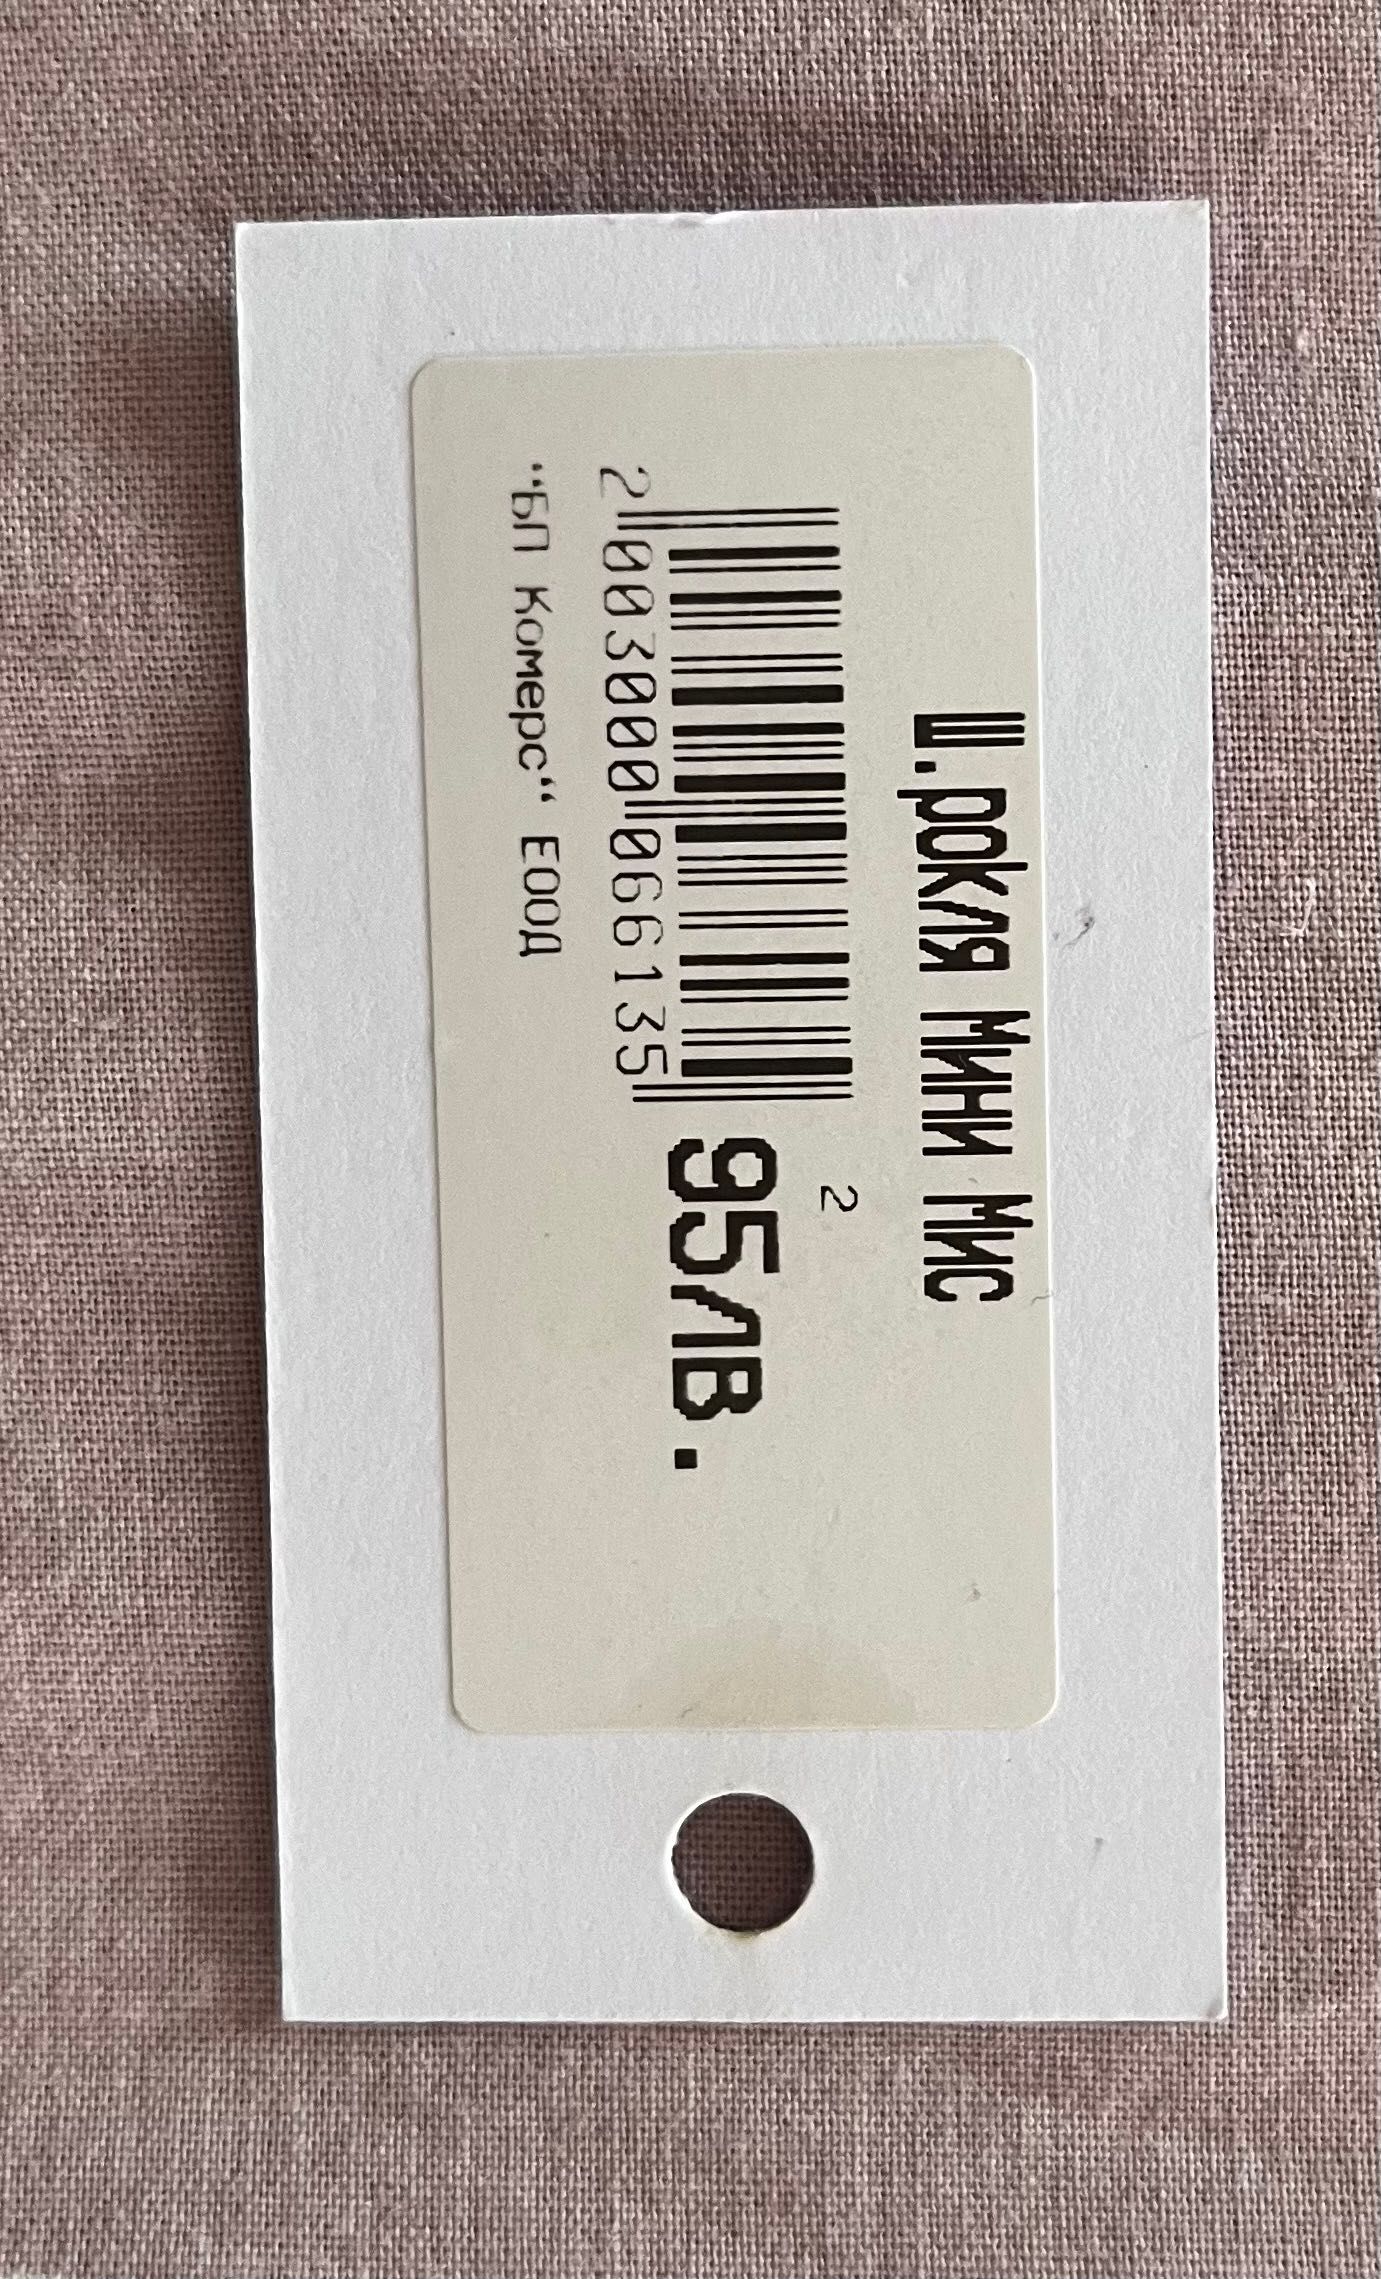 Ш.рокля Мини Мис
2
2 003000 066135
95лв.
"БП Комерс“ ЕООД